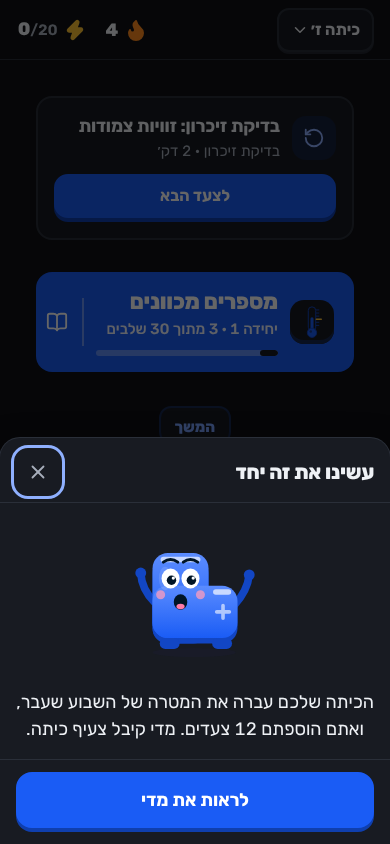 כיתה ז׳
4
0/20
בדיקת זיכרון: זוויות צמודות
בדיקת זיכרון • 2 דק׳
לצעד הבא
מספרים מכוונים
יחידה 1 • 3 מתוך 30 שלבים
המשך
עשינו את זה יחד
הכיתה שלכם עברה את המטרה של השבוע שעבר,
ואתם הוספתם 12 צעדים. מדי קיבל צעיף כיתה.
לראות את מדי